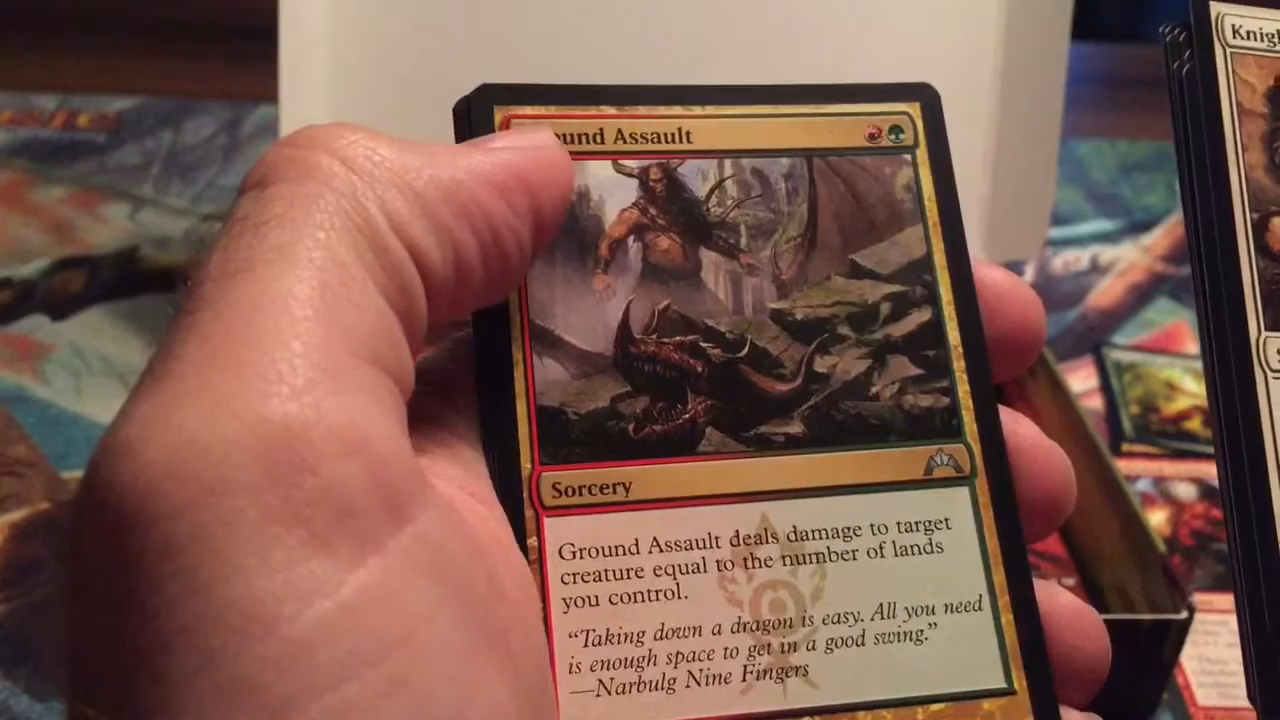 ound Assault
Sorcery
Ground Assault deals damage to target
creature equal to the number of lands
you control.
"Taking down a dragon is easy. All you need
is enough space to get in a good swing."
—Narbulg Nine Fingers
Knig